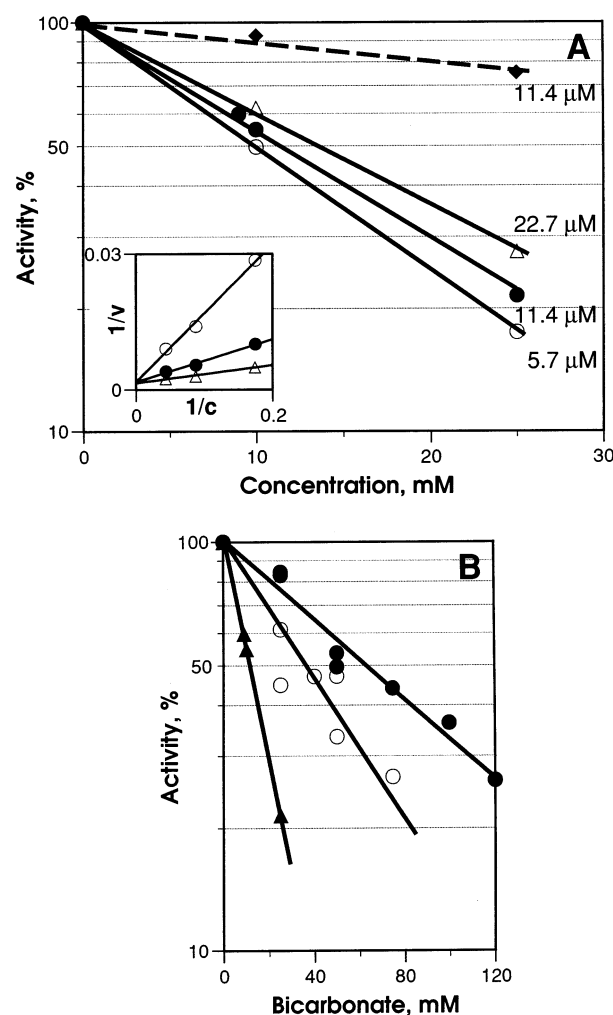 100
A
11.4 μM
50
Activity, %
22.7 μM
0.03
1/v
11.4 μM
5.7 μM
0
0
1/c
0.2
10
0
10
20
30
Concentration, mM
100
B
50
Activity, %
10
0
40
80
120
Bicarbonate, mM